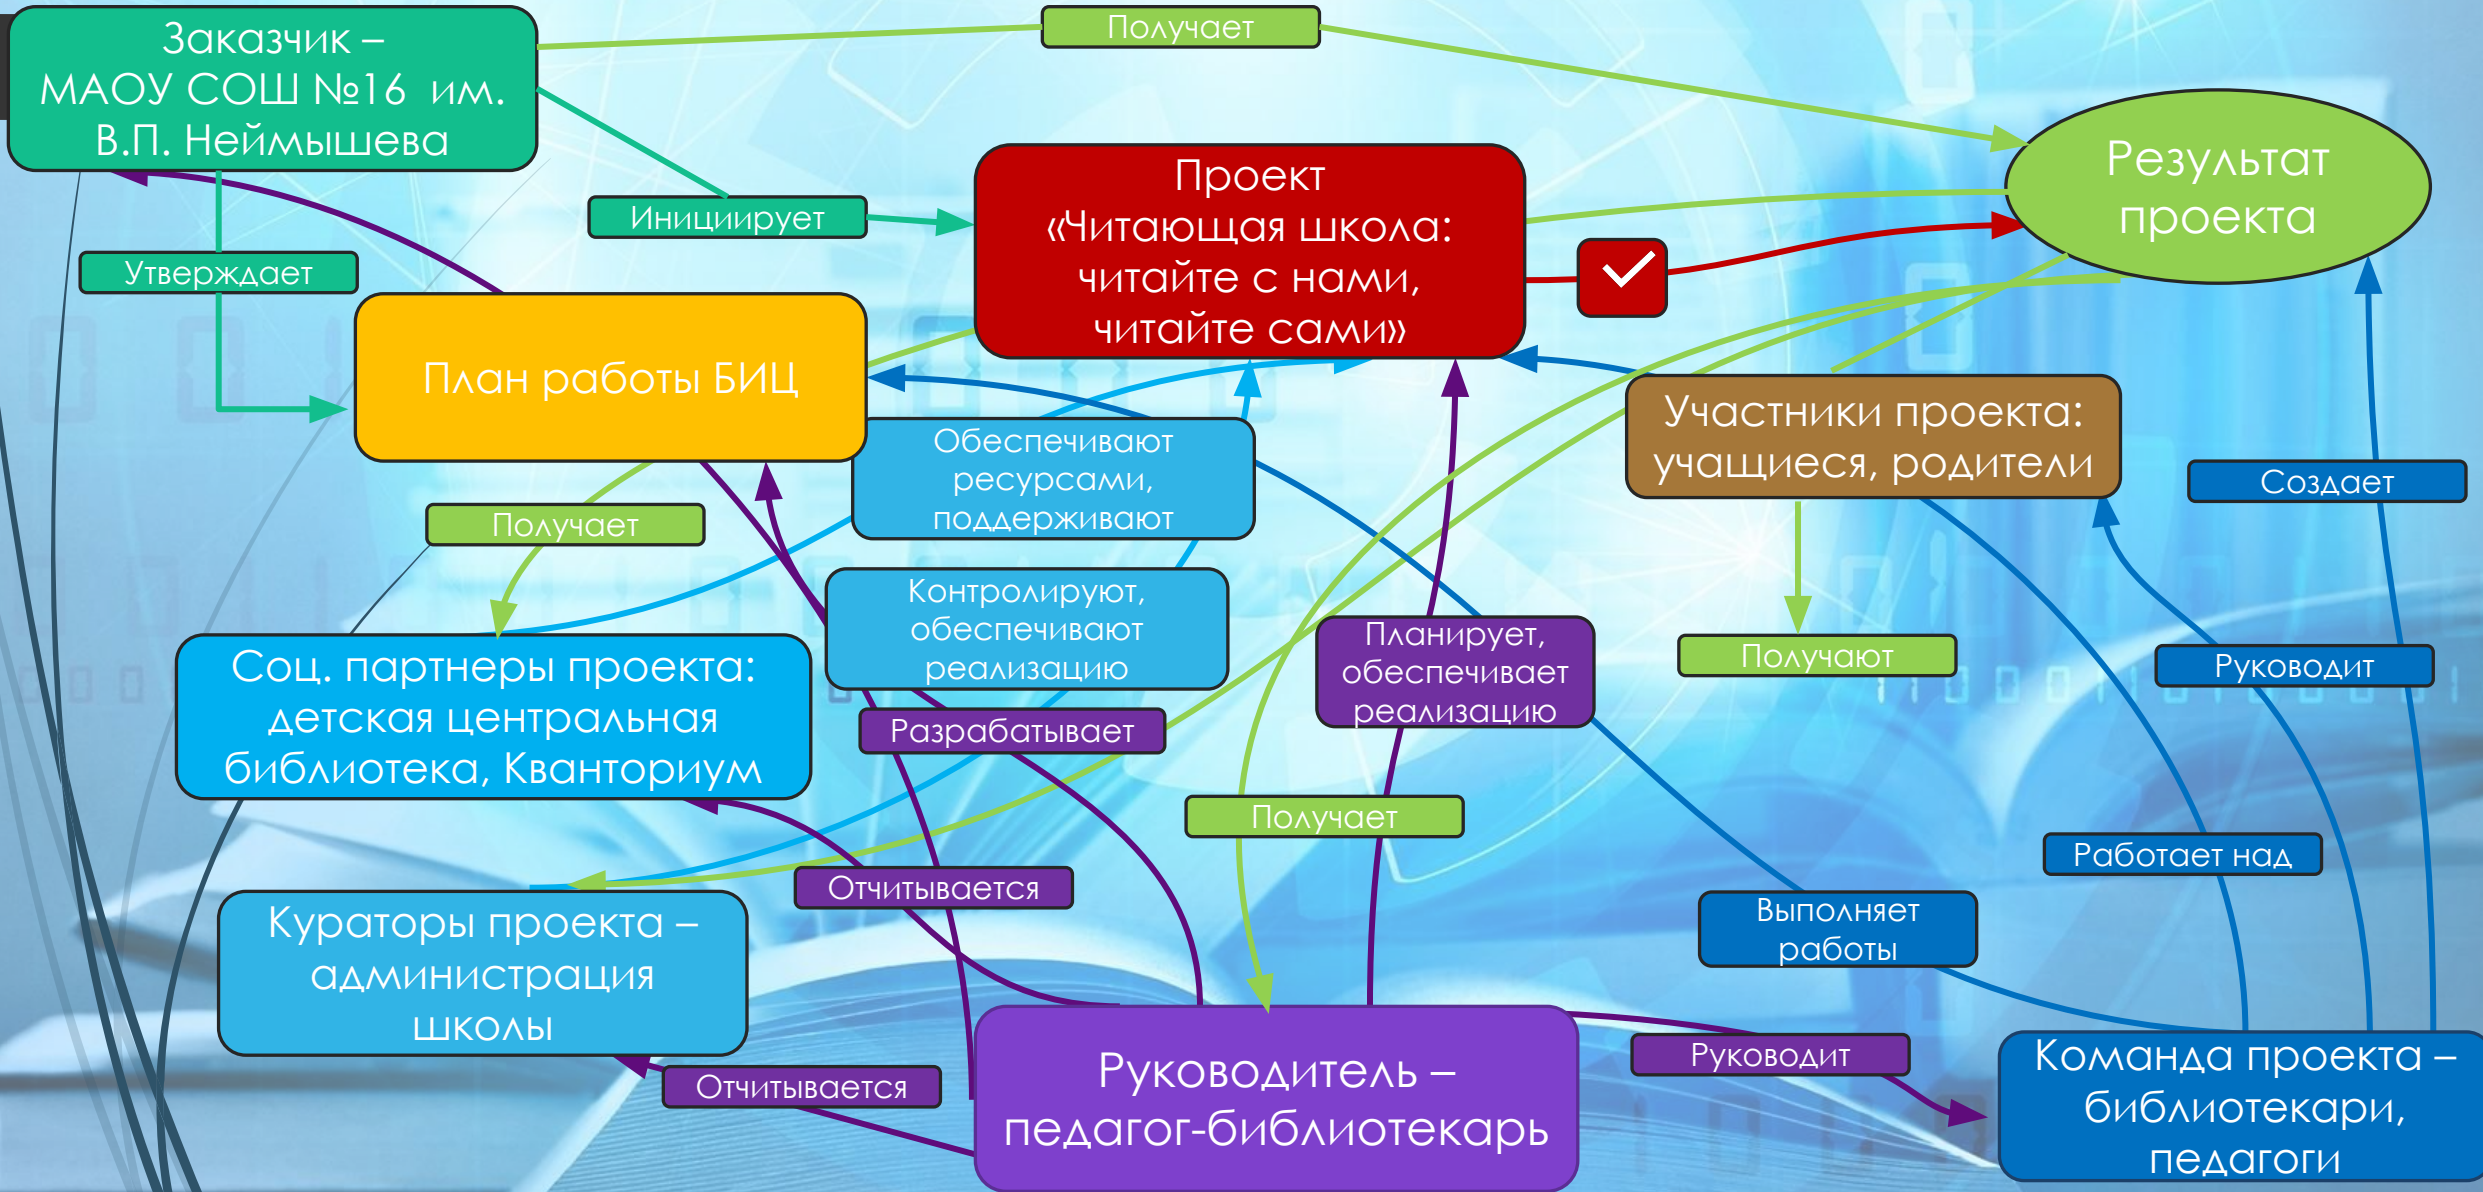 Заказчик –
МАОУ СОШ №16 им.
В.П. Неймышева
Получает
Результат
проекта
Проект
«Читающая школа:
читайте с нами,
читайте сами»
Инициирует
Утверждает
План работы БИЦ
Обеспечивают
ресурсами,
поддерживают
Участники проекта:
учащиеся, родители
Создает
Получает
Контролируют,
обеспечивают
реализацию
Планирует,
обеспечивает
реализацию
Получают
Руководит
Соц. партнеры проекта:
детская центральная
библиотека, Кванториум
Разрабатывает
Получает
Работает над
Отчитывается
Выполняет
работы
Кураторы проекта –
администрация
школы
Отчитывается
Руководитель –
педагог-библиотекарь
Руководит
Команда проекта –
библиотекари,
педагоги